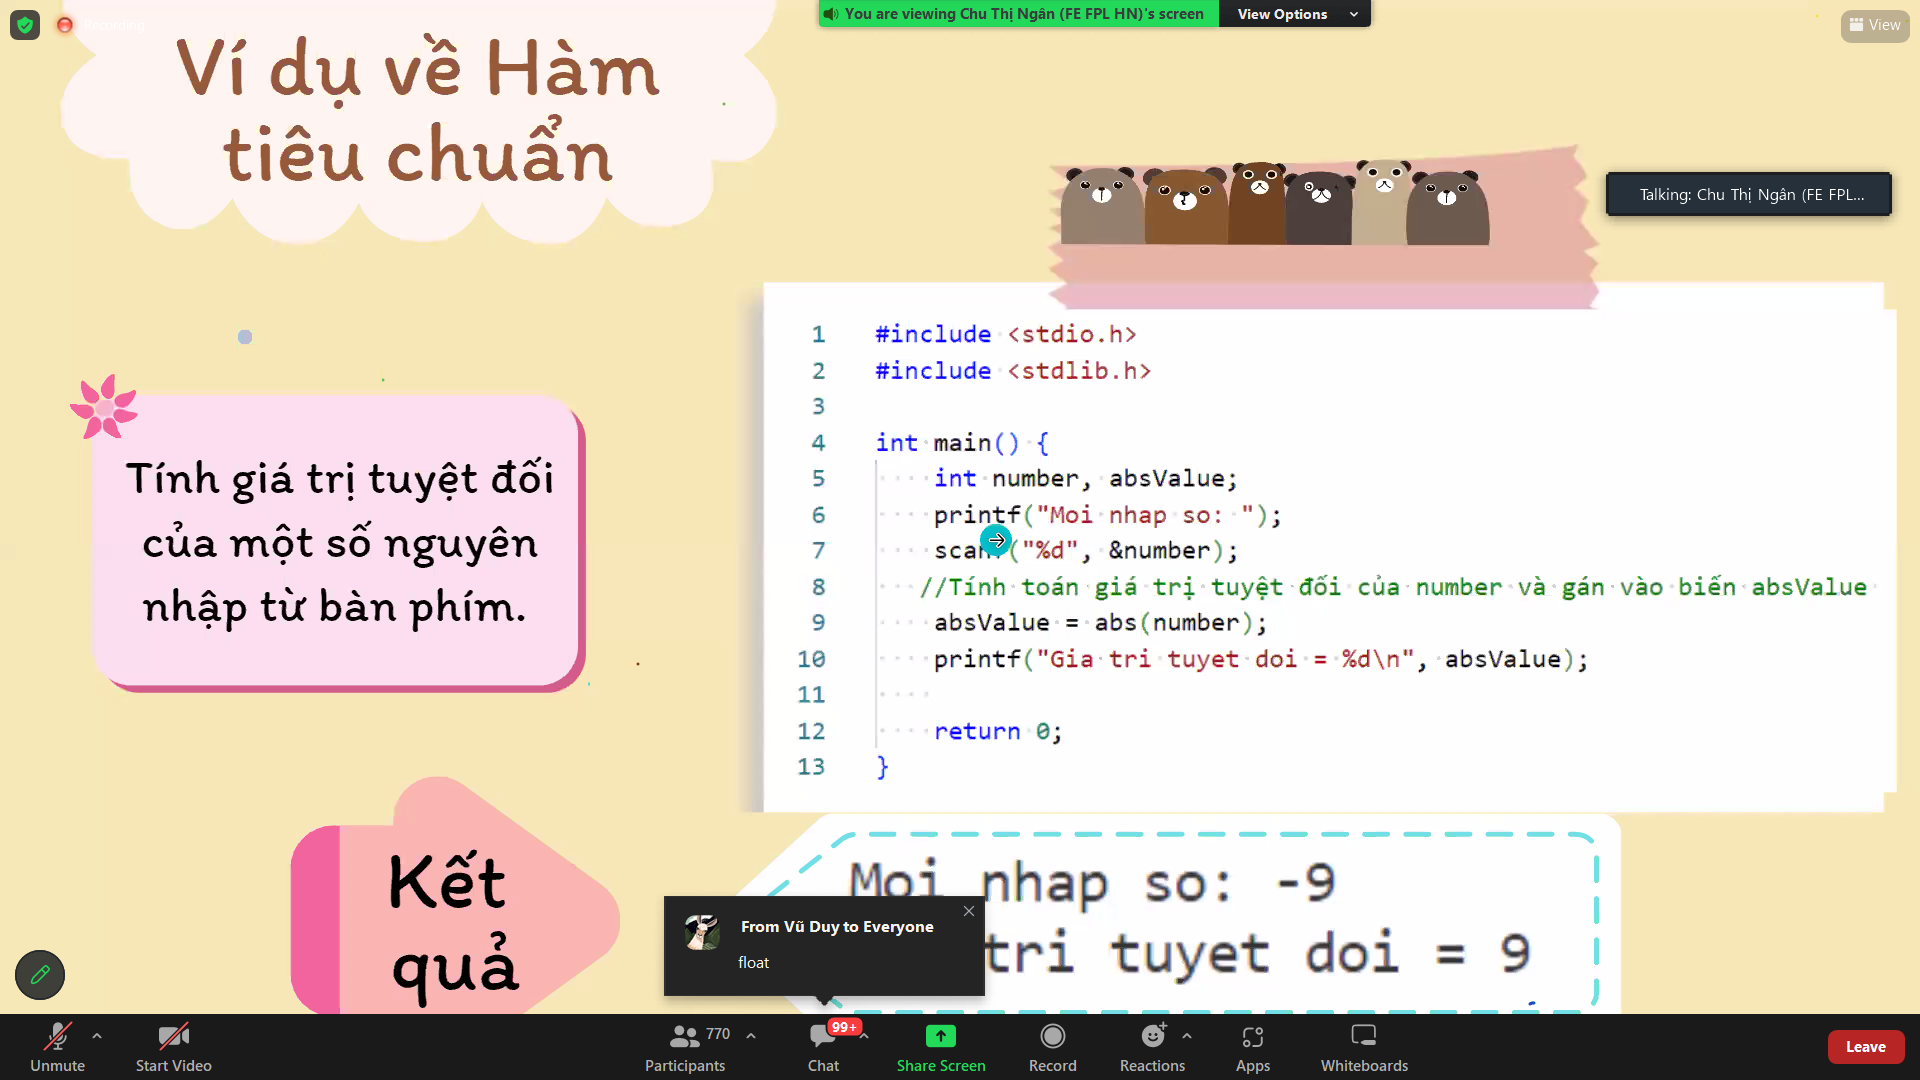 Recording
You are viewing Chu Thị Ngân (FE FPL HN)'s screen
View Options
View
Ví dụ về Hàm
tiêu chuẩn
Talking: Chu Thị Ngân (FE FPL...
Tính giá trị tuyệt đối
của một số nguyên
nhập từ bàn phím.
1 #include <stdio.h>
2 #include <stdlib.h>
3
4 int main() {
5 int number, absValue;
6 printf("Moi nhap so: ");
7 scanf("%d", &number);
8 //Tính toán giá trị tuyệt đối của number và gán vào biến absValue
9 absValue = abs(number);
10 printf("Gia tri tuyet doi = %d\n", absValue);
11
12 return 0;
13 }
Kết
quả
Moi nhap so: -9
tri tuyet doi = 9
From Vũ Duy to Everyone
float
Unmute
Start Video
770
Participants
99+
Chat
Share Screen
Record
Reactions
Apps
Whiteboards
Leave